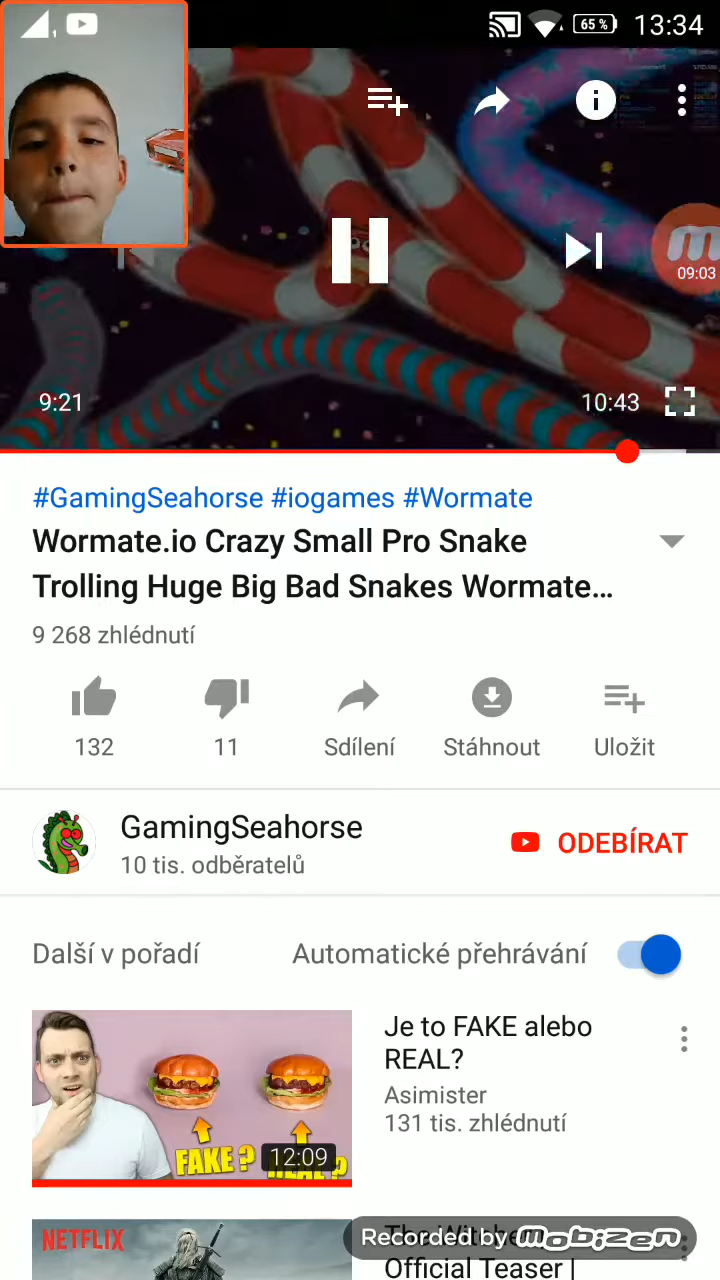 65 %
13:34
09:03
9:21
10:43
#GamingSeahorse #iogames #Wormate
Wormate.io Crazy Small Pro Snake
Trolling Huge Big Bad Snakes Wormate...
9 268 zhlédnutí
132
11
Sdílení
Stáhnout
Uložit
GamingSeahorse
10 tis. odběratelů
ODEBÍRAT
Další v pořadí
Automatické přehrávání
Je to FAKE alebo
REAL?
Asimister
131 tis. zhlédnutí
FAKE?
REAL?
12:09
NETFLIX
The Witcher
Official Teaser |
Recorded by mobizen